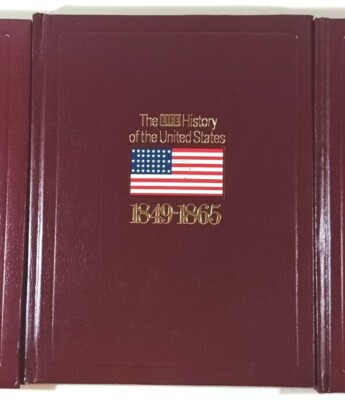 The LIFE History
of the United States
1849-1865